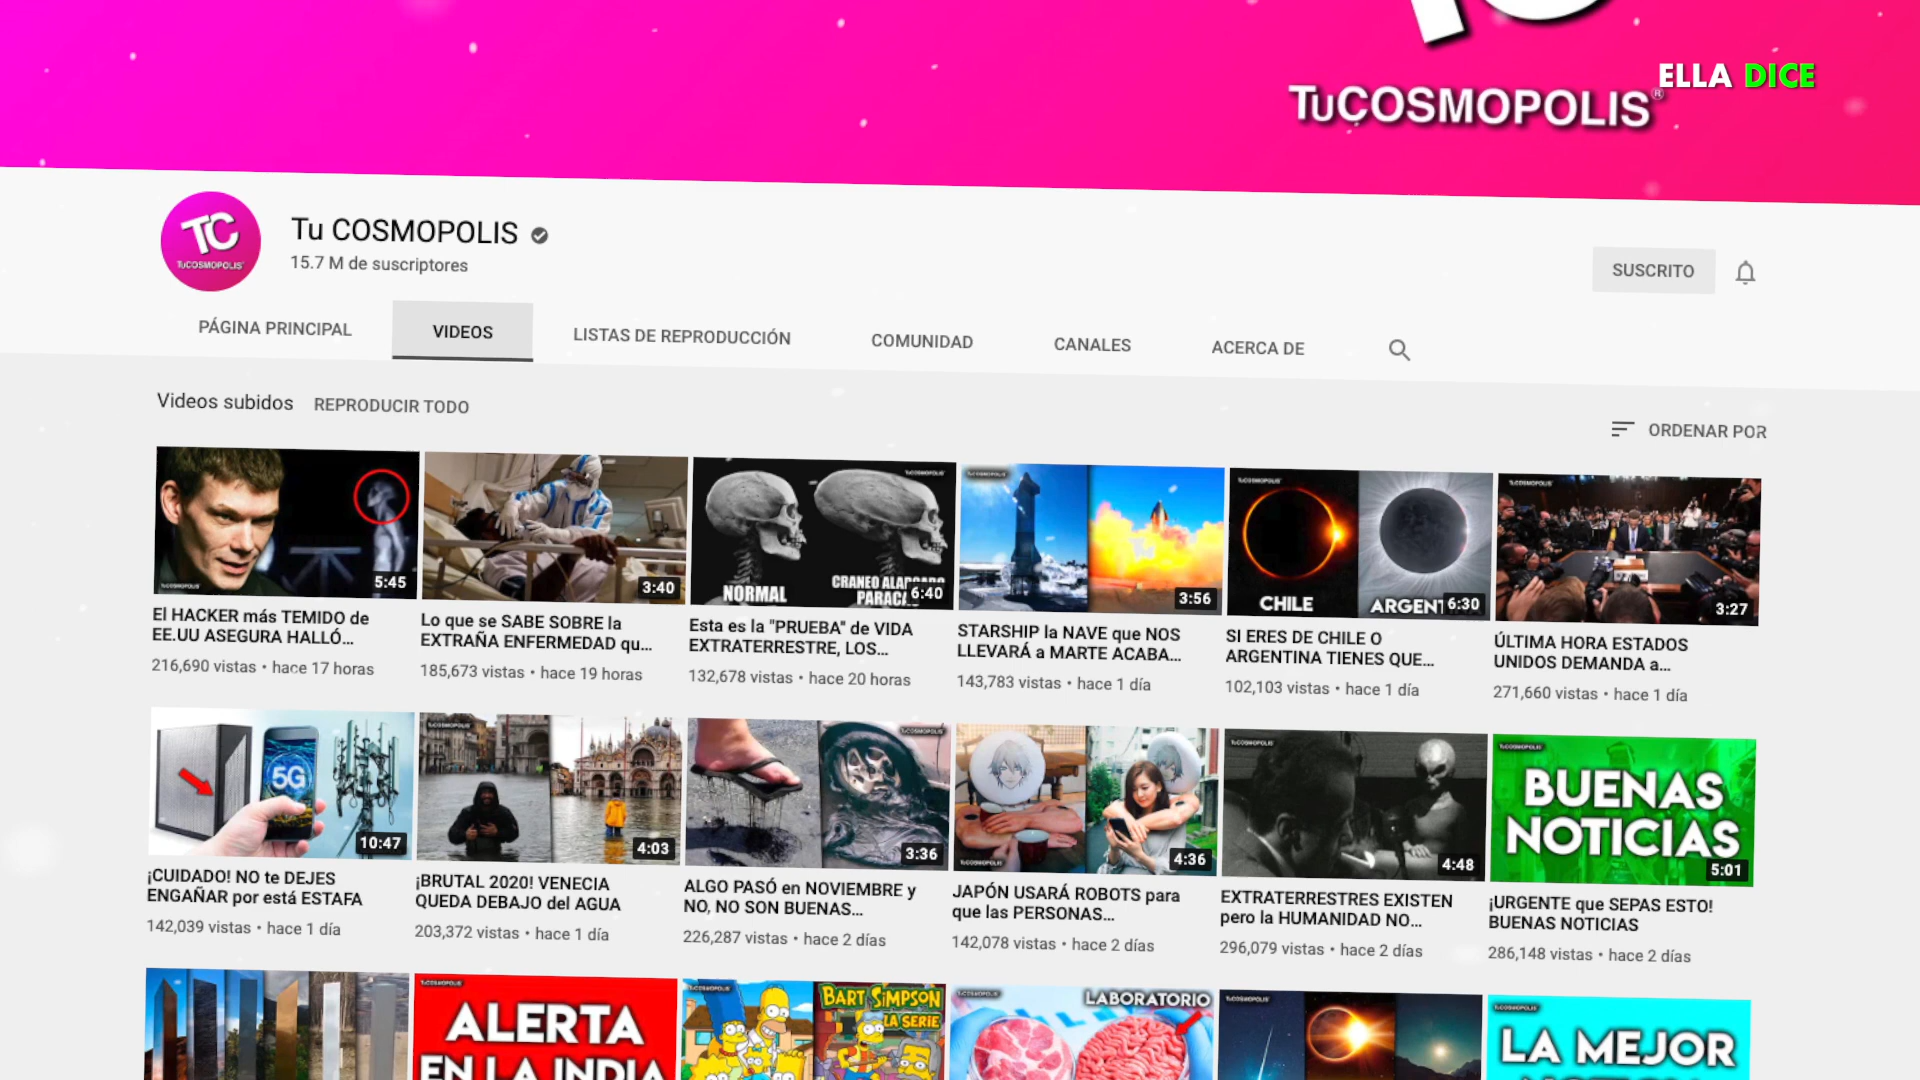 ELLA DICE
TuCOSMOPOLIS®
TC
TuCOSMOPOLIS
Tu COSMOPOLIS
15.7 M de suscriptores
SUSCRITO
PÁGINA PRINCIPAL
VIDEOS
LISTAS DE REPRODUCCIÓN
COMUNIDAD
CANALES
ACERCA DE
Videos subidos
REPRODUCIR TODO
ORDENAR POR
5:45
El HACKER más TEMIDO de
EE.UU ASEGURA HALLÓ...
216,690 vistas • hace 17 horas
3:40
Lo que se SABE SOBRE la
EXTRAÑA ENFERMEDAD qu...
185,673 vistas • hace 19 horas
NORMAL
CRANEO
6:40
Esta es la "PRUEBA" de VIDA
EXTRATERRESTRE, LOS...
132,678 vistas • hace 20 horas
3:56
STARSHIP la NAVE que NOS
LLEVARÁ a MARTE ACABA...
143,783 vistas • hace 1 día
CHILE
ARGENT
6:30
SI ERES DE CHILE O
ARGENTINA TIENES QUE...
102,103 vistas • hace 1 día
3:27
ÚLTIMA HORA ESTADOS
UNIDOS DEMANDA a...
271,660 vistas • hace 1 día
5G
10:47
¡CUIDADO! NO te DEJES
ENGAÑAR por está ESTAFA
142,039 vistas • hace 1 día
4:03
¡BRUTAL 2020! VENECIA
QUEDA DEBAJO del AGUA
203,372 vistas • hace 1 día
3:36
ALGO PASÓ en NOVIEMBRE y
NO, NO SON BUENAS...
226,287 vistas • hace 2 días
4:36
JAPÓN USARÁ ROBOTS para
que las PERSONAS...
142,078 vistas • hace 2 días
4:48
EXTRATERRESTRES EXISTEN
pero la HUMANIDAD NO...
296,079 vistas • hace 2 días
BUENAS
NOTICIAS
5:01
¡URGENTE que SEPAS ESTO!
BUENAS NOTICIAS
286,148 vistas • hace 2 días
ALERTA
EN LA INDIA
BART SIMPSON
LA SERIE
LABORATORIO
LA MEJOR